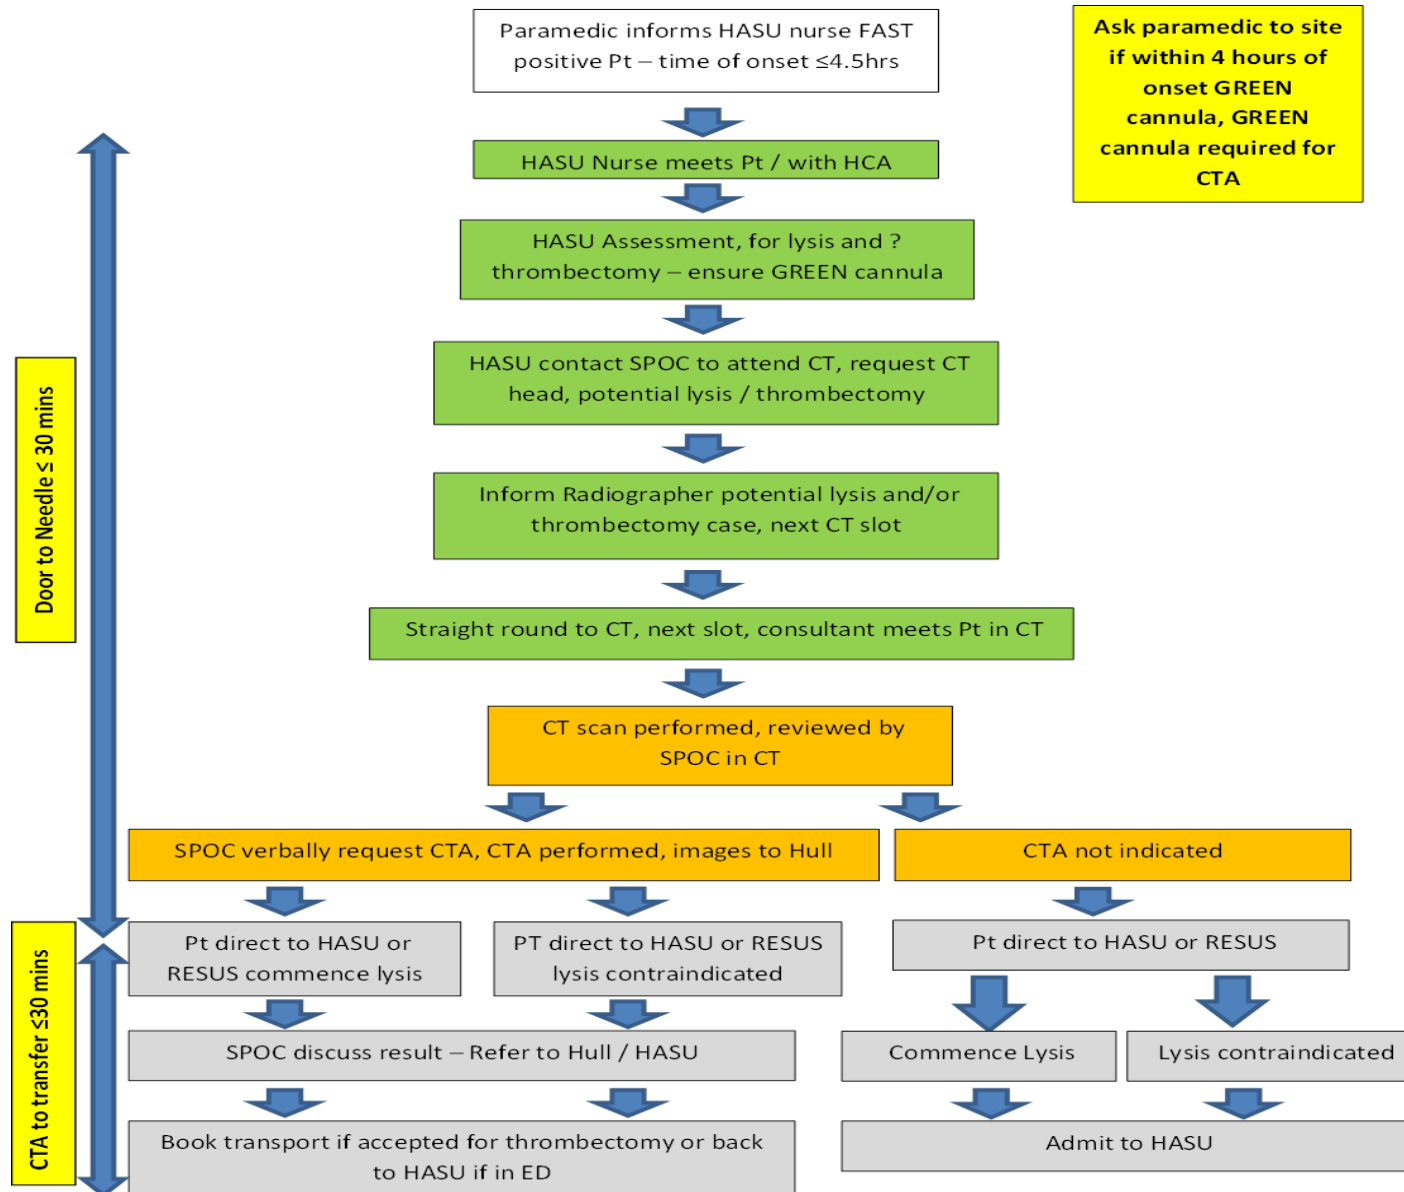 Paramedic informs HASU nurse FAST
positive Pt – time of onset ≤4.5hrs
Ask paramedic to site
if within 4 hours of
onset GREEN
cannula, GREEN
cannula required for
CTA
HASU Nurse meets Pt / with HCA
HASU Assessment, for lysis and ?
thrombectomy – ensure GREEN cannula
HASU contact SPOC to attend CT, request CT
head, potential lysis / thrombectomy
Door to Needle ≤ 30 mins
Inform Radiographer potential lysis and/or
thrombectomy case, next CT slot
Straight round to CT, next slot, consultant meets Pt in CT
CT scan performed, reviewed by
SPOC in CT
SPOC verbally request CTA, CTA performed, images to Hull
CTA not indicated
CTA to transfer ≤30 mins
Pt direct to HASU or
RESUS commence lysis
PT direct to HASU or RESUS
lysis contraindicated
Pt direct to HASU or RESUS
SPOC discuss result – Refer to Hull / HASU
Commence Lysis
Lysis contraindicated
Book transport if accepted for thrombectomy or back
to HASU if in ED
Admit to HASU